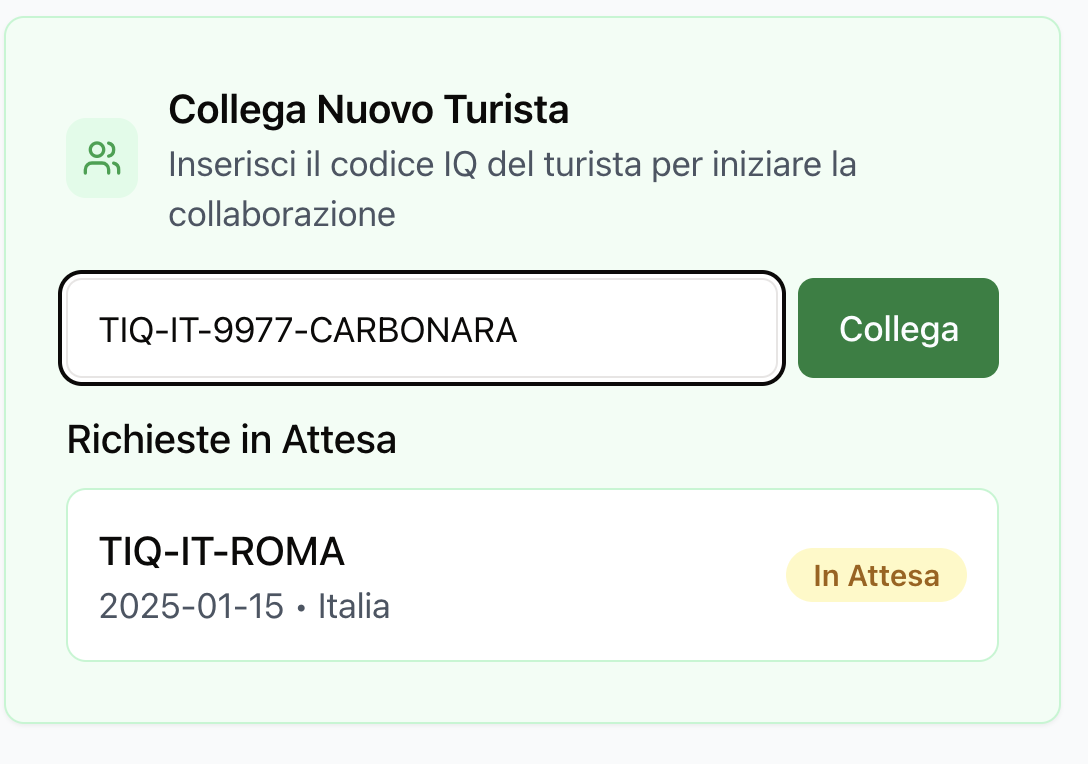 Collega Nuovo Turista
Inserisci il codice IQ del turista per iniziare la
collaborazione
TIQ-IT-9977-CARBONARA
Collega
Richieste in Attesa
TIQ-IT-ROMA
In Attesa
2025-01-15 • Italia